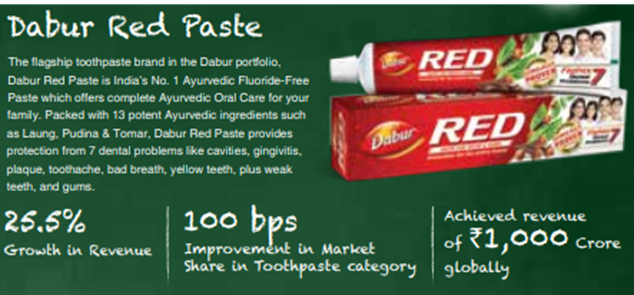 Dabur Red Paste
The flagship toothpaste brand in the Dabur portfolio,
Dabur Red Paste is India's No. 1 Ayurvedic Fluoride-Free
Paste which offers complete Ayurvedic Oral Care for your
family. Packed with 13 potent Ayurvedic ingredients such
as Laung, Pudina & Tomar, Dabur Red Paste provides
protection from 7 dental problems like cavities, gingivitis,
plaque, toothache, bad breath, yellow teeth, plus weak
teeth, and gums.
Dabur
RED
PROVEN
7
Dabur
RED
7
25.5%
Growth in Revenue
100 bps
Improvement in Market
Share in Toothpaste category
Achieved revenue
of ₹1,000 Crore
globally